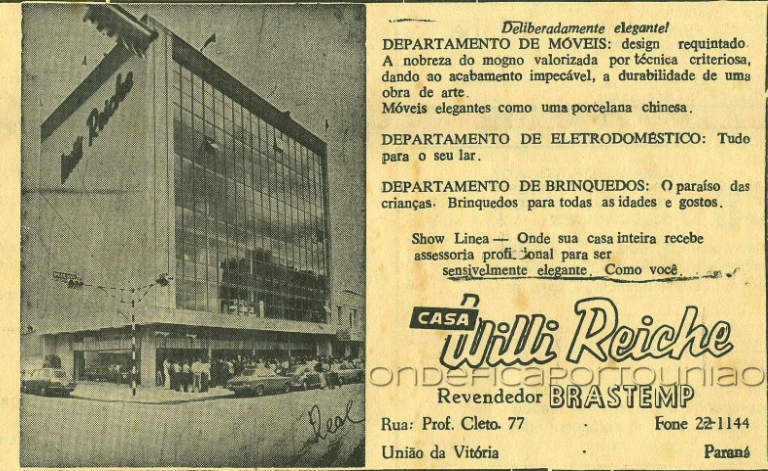 Willi Reiche
Deliberadamente elegante!
DEPARTAMENTO DE MÓVEIS: design requintado
A nobreza do mogno valorizada por técnica criteriosa,
dando ao acabamento impecável, a durabilidade de uma
obra de arte.
Móveis elegantes como uma porcelana chinesa.
DEPARTAMENTO DE ELETRODOMÉSTICO: Tudo
para o seu lar.
DEPARTAMENTO DE BRINQUEDOS: O paraíso das
crianças. Brinquedos para todas as idades e gostos.
Show Linea — Onde sua casa inteira recebe
assessoria para ser
sensivelmente elegante. Como você.
CASA
Willi Reiche
ONDEFICAPORTOUNIAO
Revendedor BRASTEMP
Rua: Prof. Cleto. 77 Fone 22-1144
União da Vitória Paraná